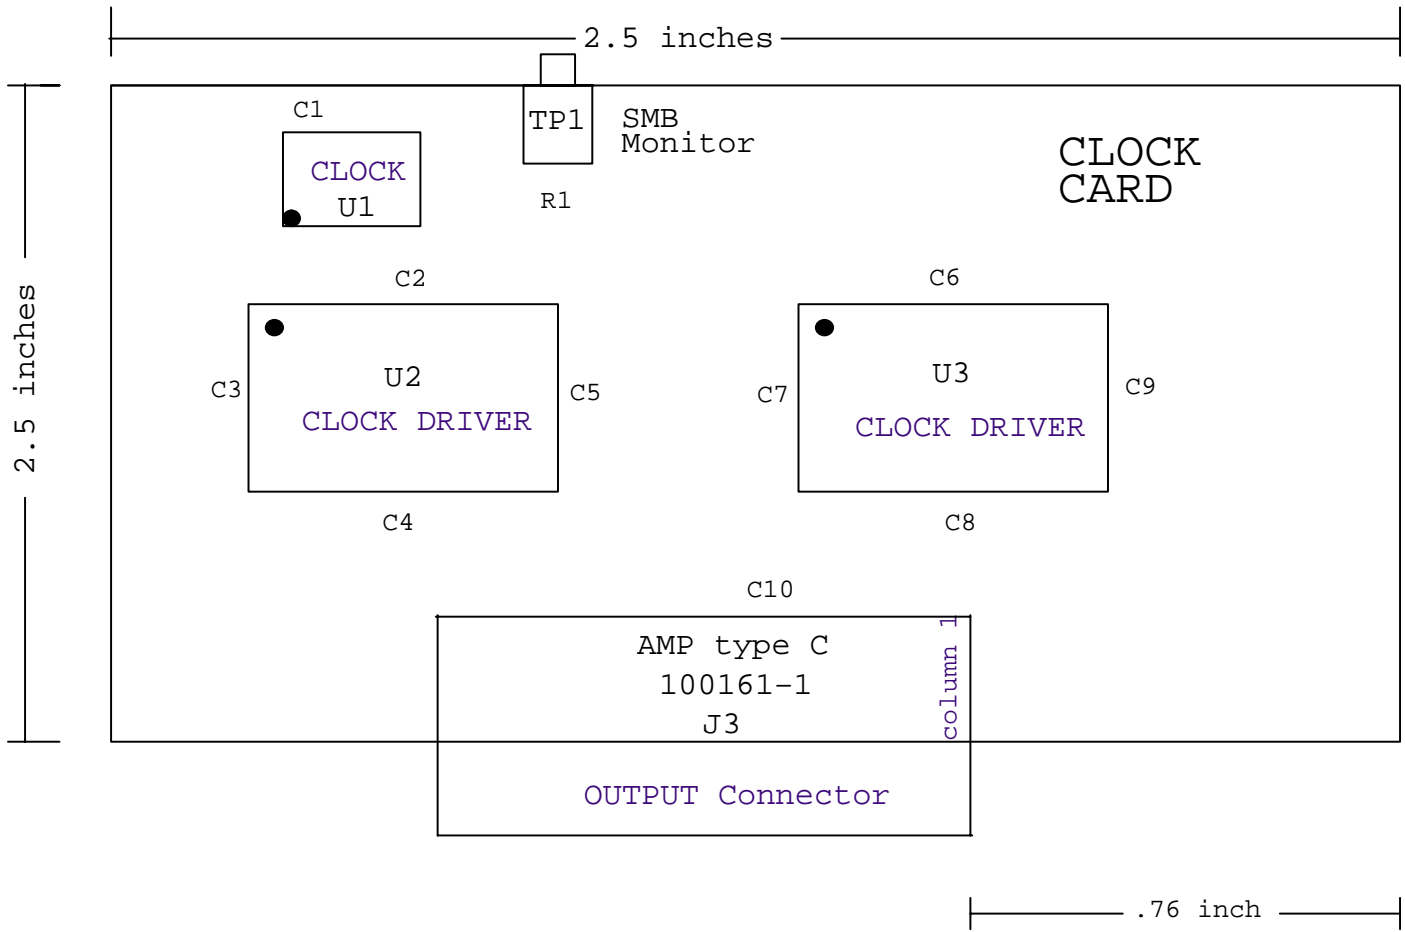 2.5 inches
C1
TP1
SMB
Monitor
CLOCK
CARD
CLOCK
U1
R1
2.5 inches
C2
C6
C3
U2
CLOCK DRIVER
C5
C7
U3
CLOCK DRIVER
C9
C4
C8
C10
AMP type C
100161-1
J3
column 1
OUTPUT Connector
.76 inch